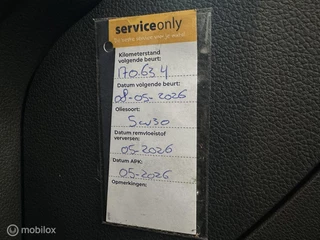 serviceonly
Kilometerstand
volgende beurt:
170.634
Datum volgende beurt:
08-05-2026
Oliesoort:
5w30
Datum remvloeistof
verversen:
05-2026
Datum APK:
05-2026
Opmerkingen:
mobilox